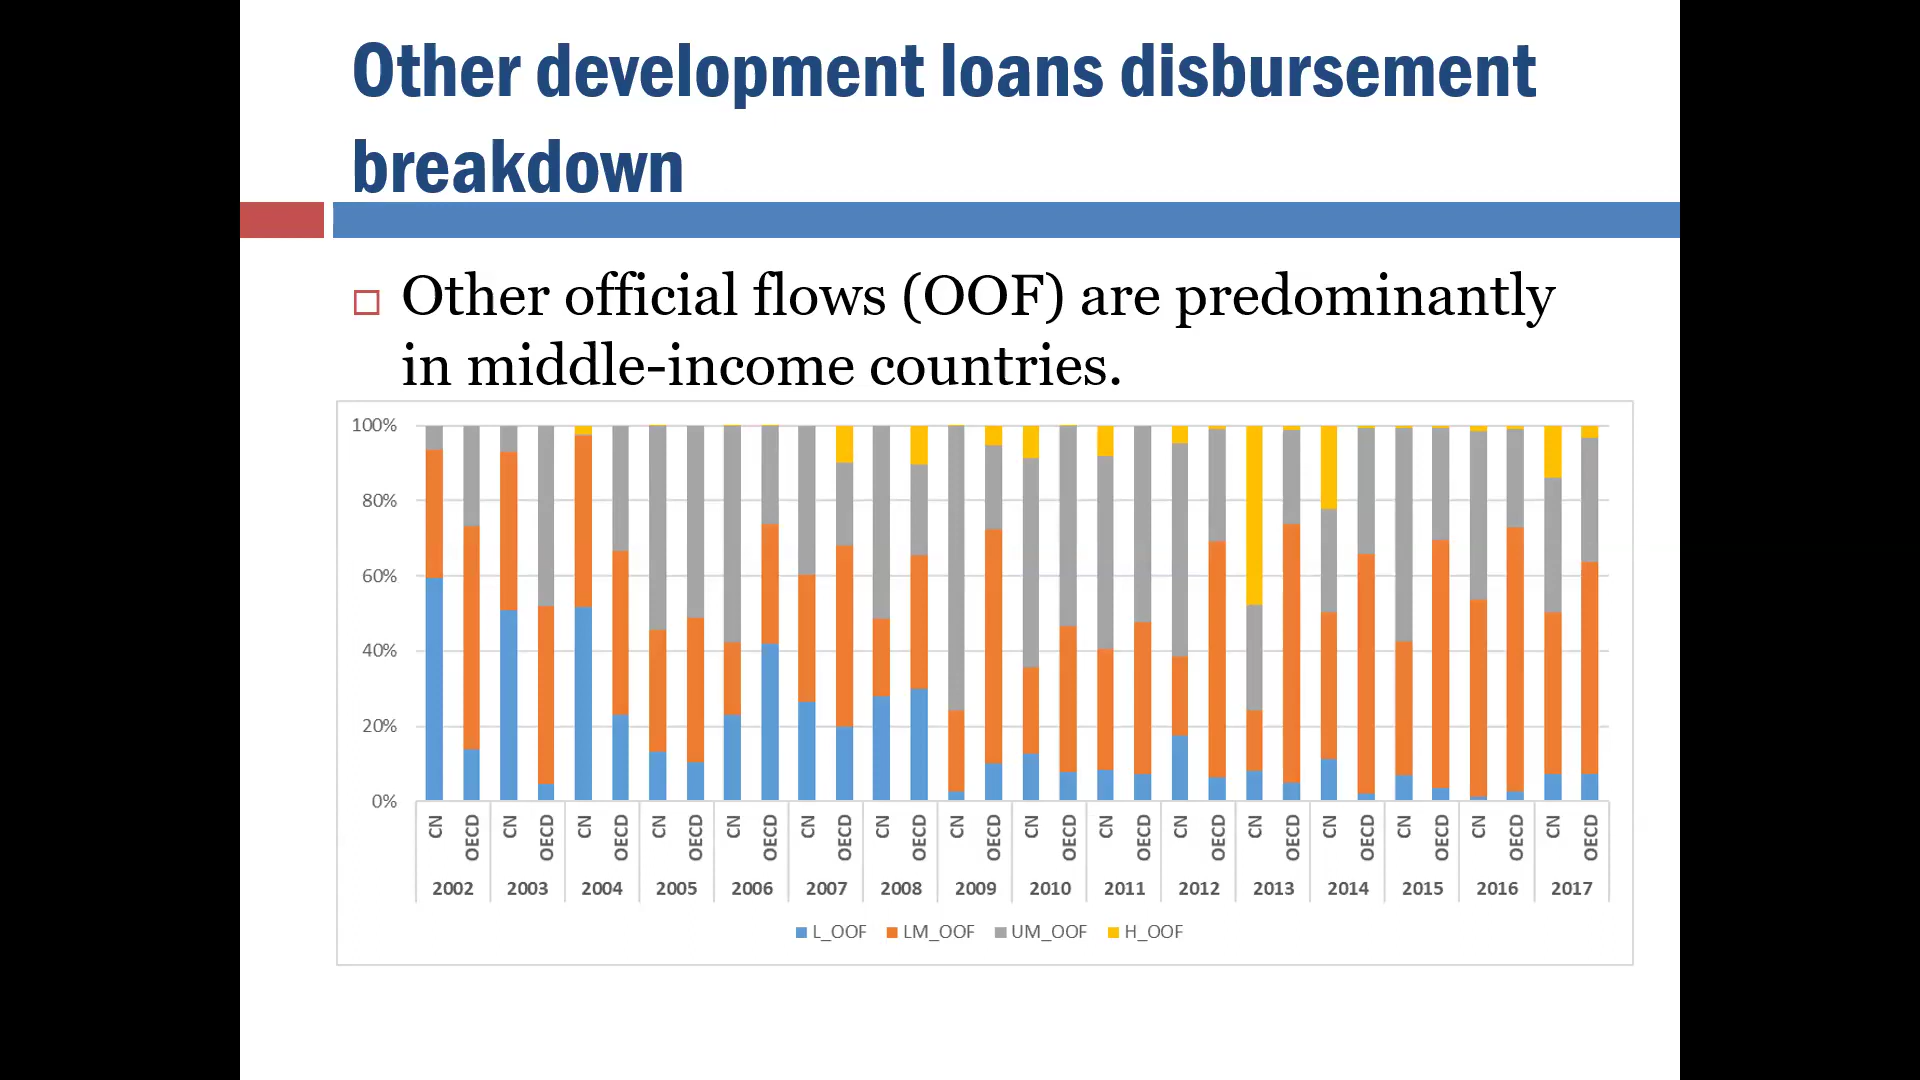 Other development loans disbursement
breakdown
□ Other official flows (OOF) are predominantly
in middle-income countries.
100%
80%
60%
40%
20%
0%
CN OECD CN OECD CN OECD CN OECD CN OECD CN OECD CN OECD CN OECD CN OECD CN OECD CN OECD CN OECD CN OECD CN OECD CN OECD CN OECD
2002 2003 2004 2005 2006 2007 2008 2009 2010 2011 2012 2013 2014 2015 2016 2017
L_OOF LM_OOF UM_OOF H_OOF